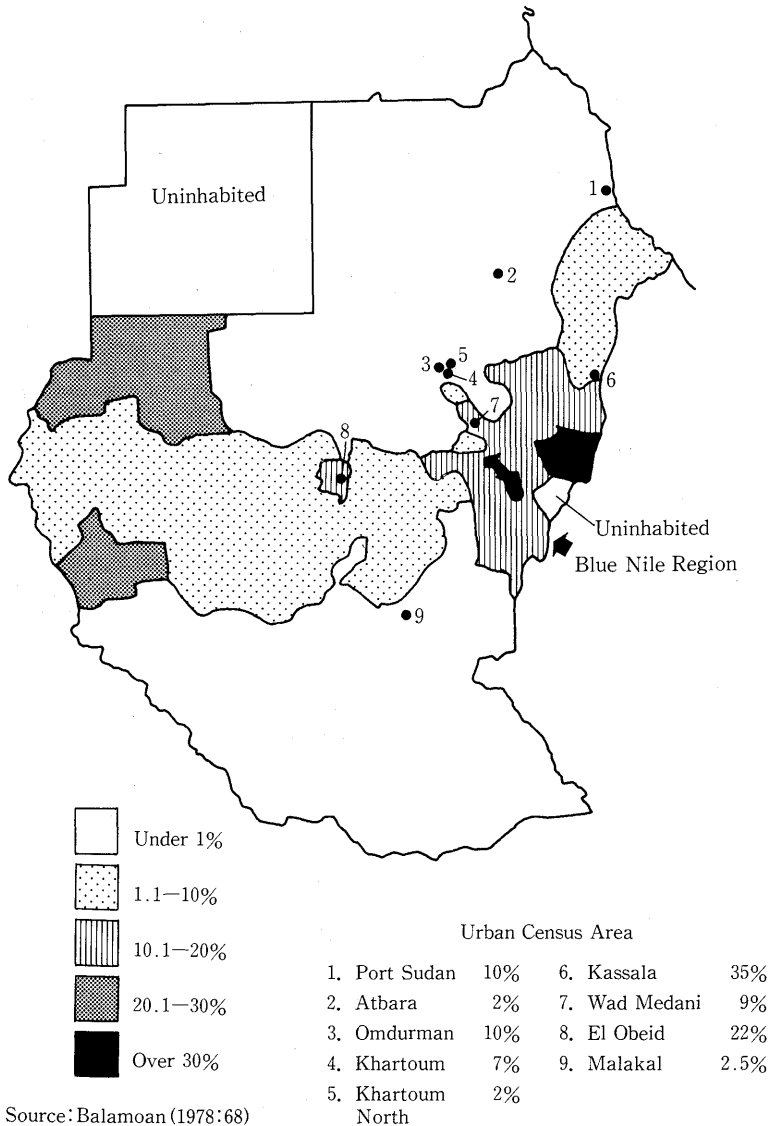 Uninhabited
1
2
5
3
4
6
7
8
Uninhabited
Blue Nile Region
9
Under 1%
1.1—10%
10.1—20%
20.1—30%
Over 30%
Urban Census Area
1. Port Sudan 10%
2. Atbara 2%
3. Omdurman 10%
4. Khartoum 7%
5. Khartoum 2%
North
6. Kassala 35%
7. Wad Medani 9%
8. El Obeid 22%
9. Malakal 2.5%
Source: Balamoan (1978:68)